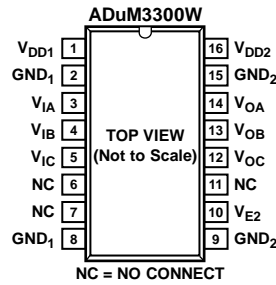 ADuM3300W
VDD1 1 16 VDD2
GND1 2 15 GND2
VIA 3 14 VOA
VIB 4 13 VOB
VIC 5 12 VOC
NC 6 11 NC
NC 7 10 VE2
GND1 8 9 GND2
TOP VIEW
(Not to Scale)
NC = NO CONNECT